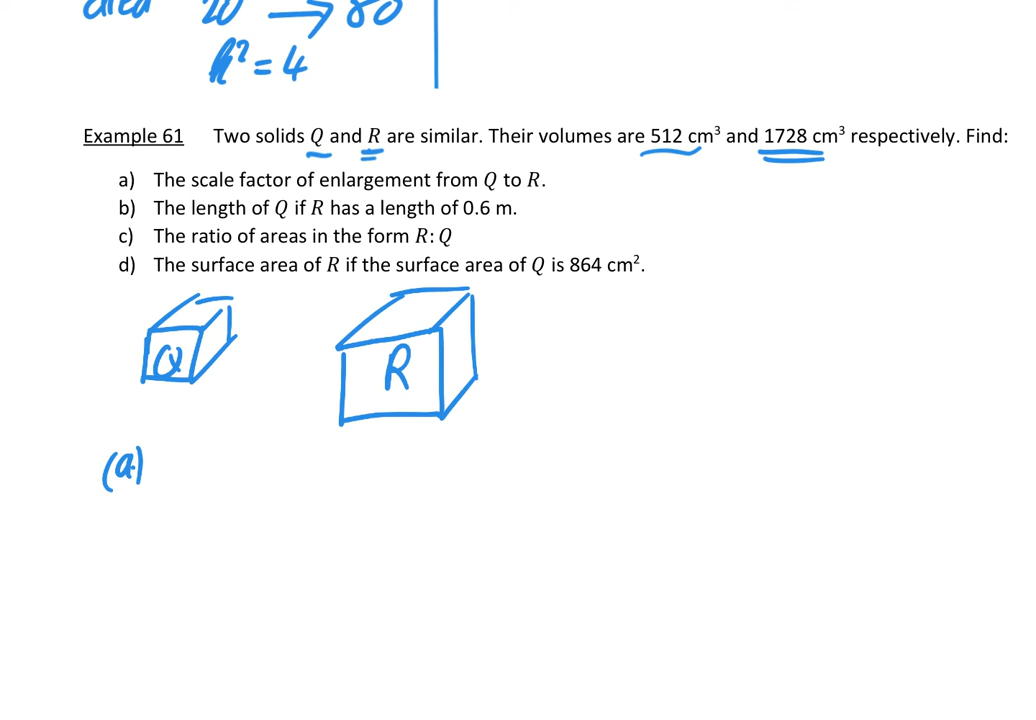 area 20 → 80
k² = 4
Example 61 Two solids Q and R are similar. Their volumes are 512 cm³ and 1728 cm³ respectively. Find:
a) The scale factor of enlargement from Q to R.
b) The length of Q if R has a length of 0.6 m.
c) The ratio of areas in the form R: Q
d) The surface area of R if the surface area of Q is 864 cm².
Q R
(a)